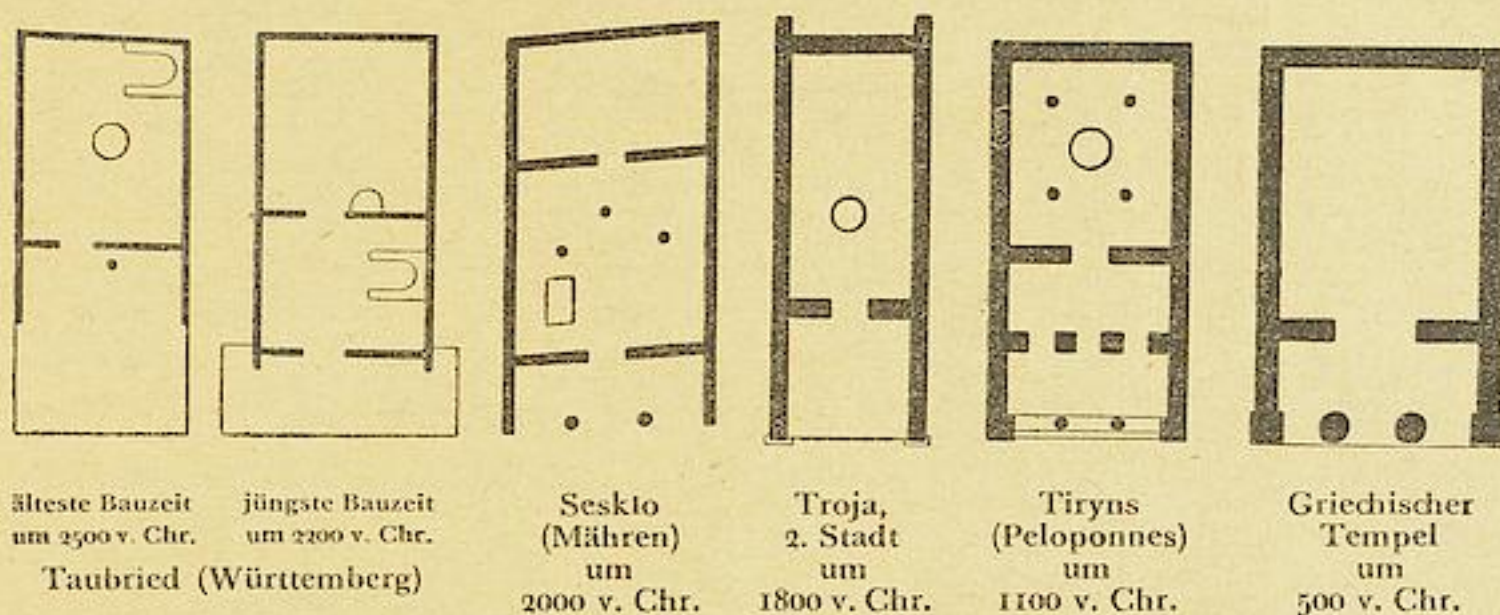 älteste Bauzeit
um 2500 v. Chr.
jüngste Bauzeit
um 2200 v. Chr.
Taubried (Württemberg)
Sesklo
(Mähren)
um
2000 v. Chr.
Troja,
2. Stadt
um
1800 v. Chr.
Tiryns
(Peloponnes)
um
1100 v. Chr.
Griechischer
Tempel
um
500 v. Chr.